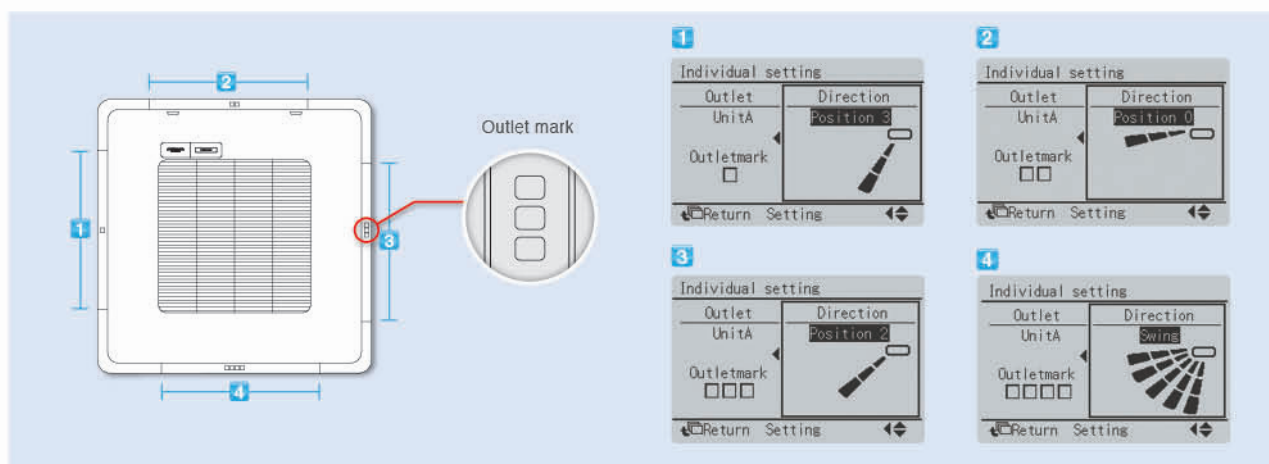 2
Outlet mark
1
3
4
1
Individual setting
Outlet
Direction
UnitA
Position 3
Outletmark
Return Setting
2
Individual setting
Outlet
Direction
UnitA
Position 0
Outletmark
Return Setting
3
Individual setting
Outlet
Direction
UnitA
Position 2
Outletmark
Return Setting
4
Individual setting
Outlet
Direction
UnitA
Swing
Outletmark
Return Setting